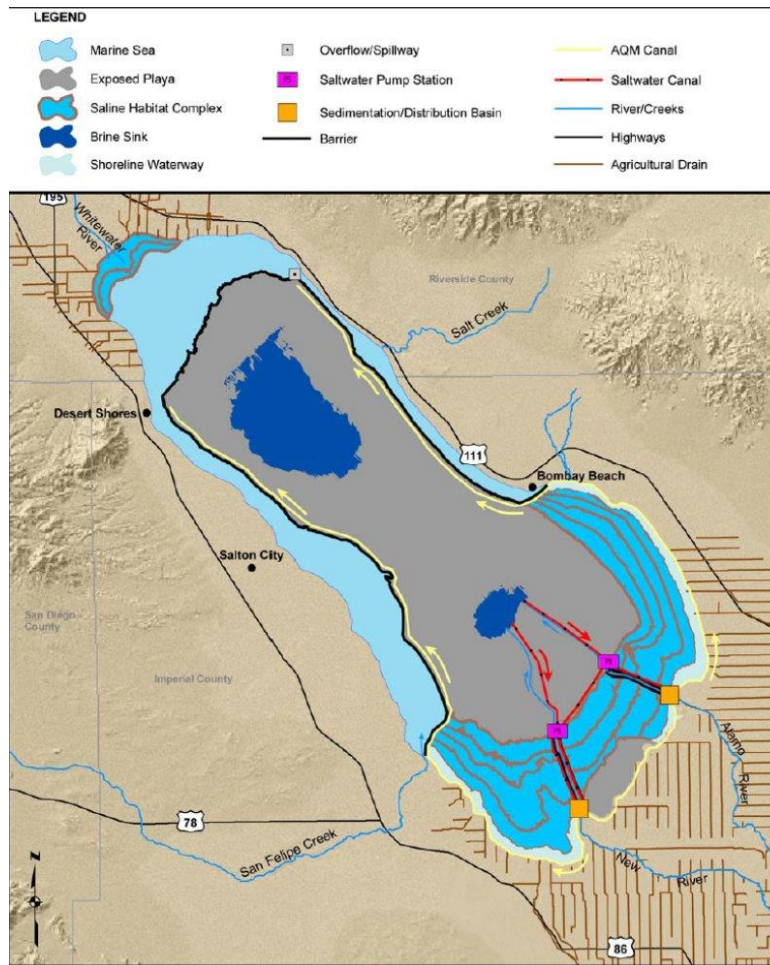 LEGEND
Marine Sea
Exposed Playa
Saline Habitat Complex
Brine Sink
Shoreline Waterway
Overflow/Spillway
PS
Saltwater Pump Station
Sedimentation/Distribution Basin
Barrier
AQM Canal
Saltwater Canal
River/Creeks
Highways
Agricultural Drain
195
Whitewater
River
Riverside County
Salt Creek
Desert Shores
111
Bombay Beach
Salton City
San Diego
County
Imperial County
PS
PS
Alamo
River
78
San Felipe Creek
New
River
Z
86